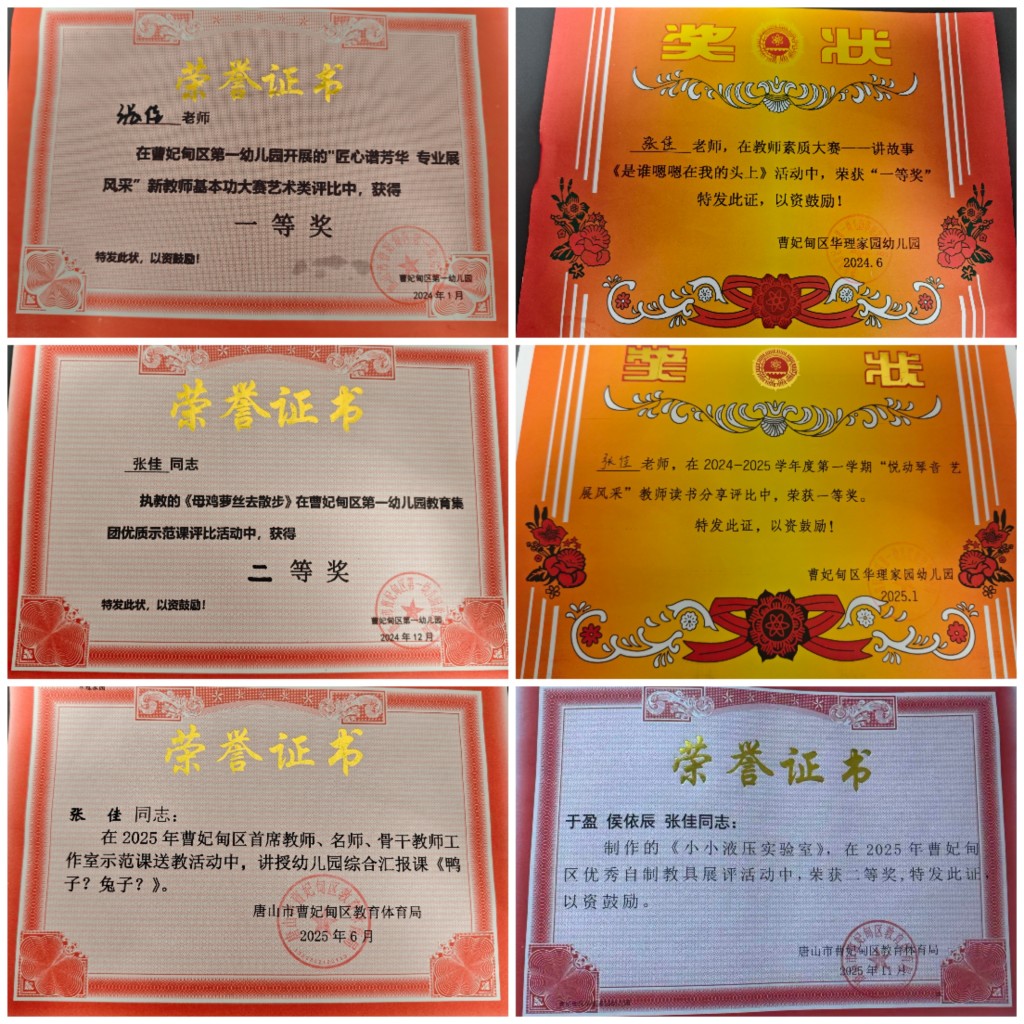 荣誉证书
张佳 老师
在曹妃甸区第一幼儿园开展的“匠心谱芳华 专业展
风采”新教师基本功大赛艺术类评比中，获得
一 等 奖
特发此状，以资鼓励！
曹妃甸区第一幼儿园
2024年1月
奖 状
张佳 老师，在教师素质大赛——讲故事
《是谁嗯嗯在我的头上》活动中，荣获“一等奖”
特发此证，以资鼓励！
曹妃甸区华理家园幼儿园
2024.6
荣誉证书
张佳 同志
执教的《母鸡萝丝去散步》在曹妃甸区第一幼儿园教育集
团优质示范课评比活动中，获得
二 等 奖
特发此状，以资鼓励！
曹妃甸区第一幼儿园
2024年12月
奖 状
张佳 老师，在2024-2025学年度第一学期“悦动琴音 艺
展风采”教师读书分享评比中，荣获一等奖。
特发此证，以资鼓励！
曹妃甸区华理家园幼儿园
2025.1
荣誉证书
张 佳 同志：
在2025年曹妃甸区首席教师、名师、骨干教师工
作室示范课送教活动中，讲授幼儿园综合汇报课《鸭
子？兔子？》。
唐山市曹妃甸区教育体育局
2025年6月
荣誉证书
于盈 侯依辰 张佳同志：
制作的《小小液压实验室》，在2025年曹妃甸
区优秀自制教具展评活动中，荣获二等奖，特发此证，
以资鼓励。
唐山市曹妃甸区教育体育局
2025年11月